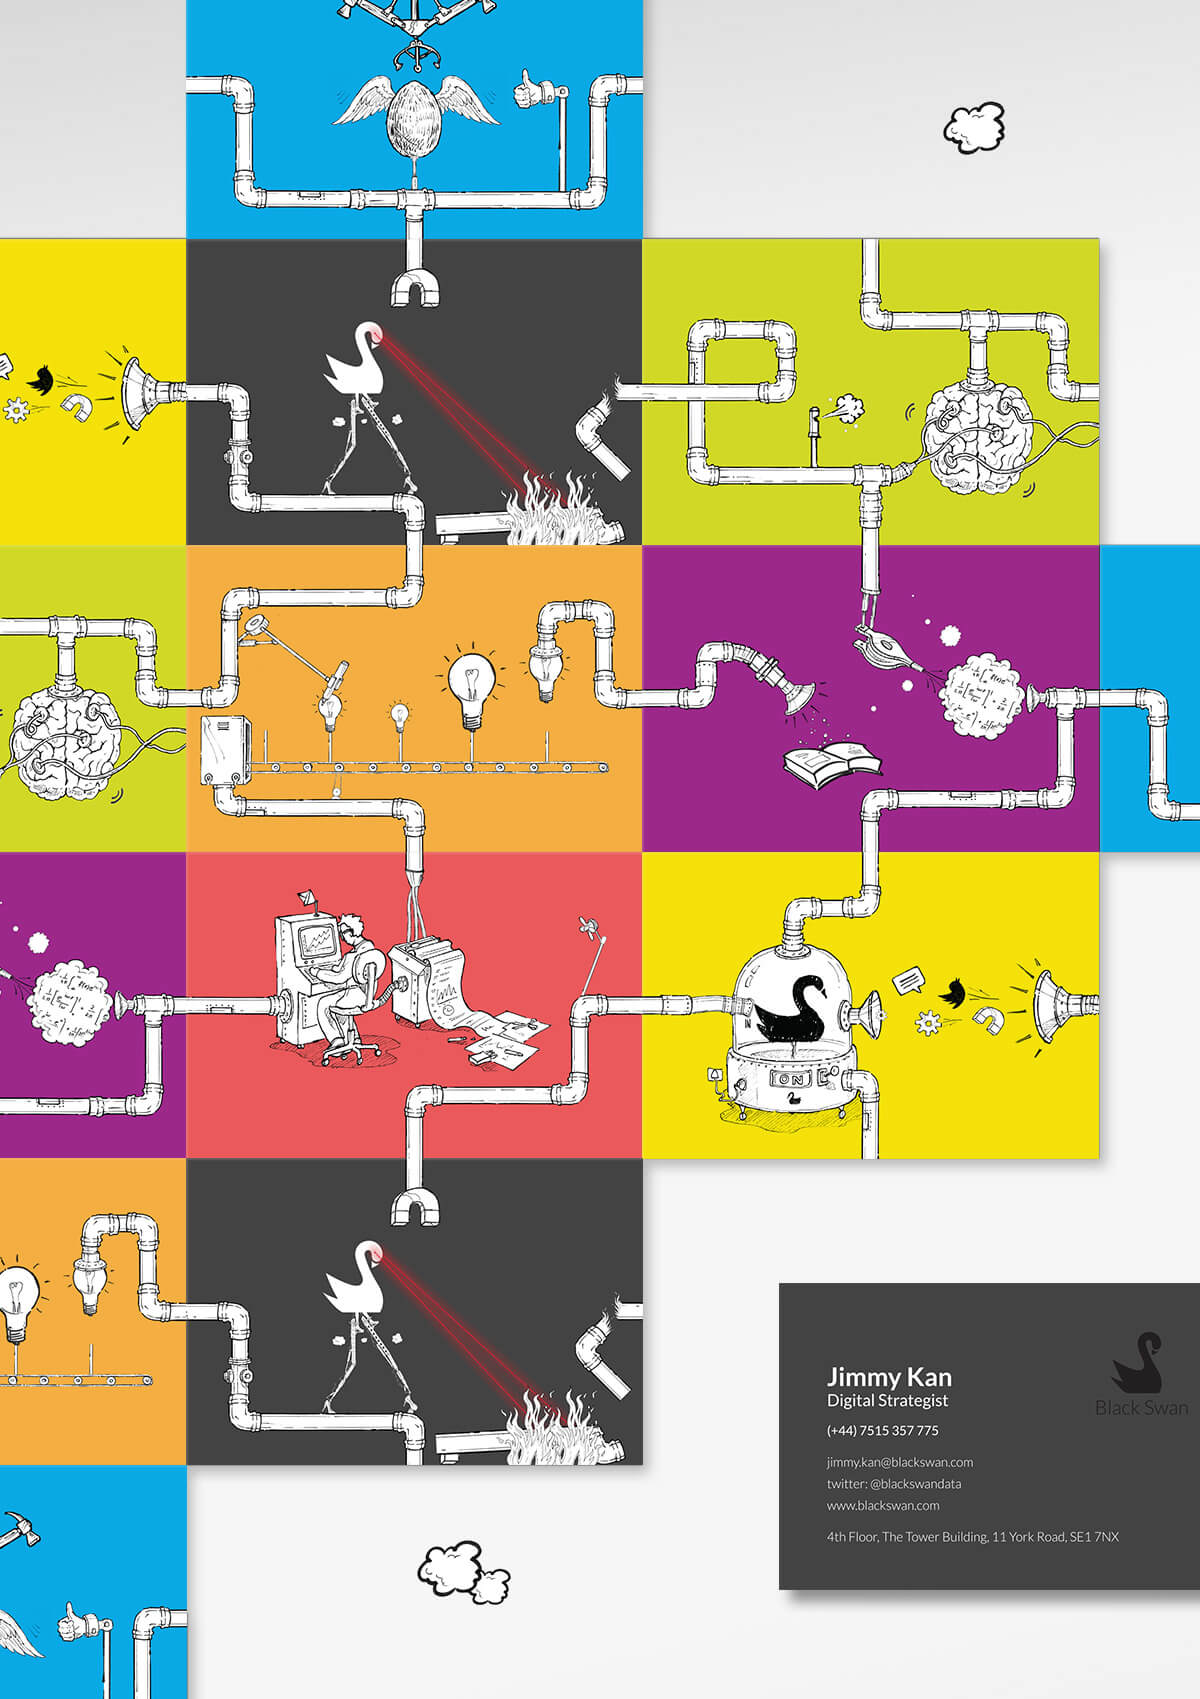 ON
Jimmy Kan
Digital Strategist
Black Swan
(+44) 7515 357 775
jimmy.kan@blackswan.com
twitter: @blackswandata
www.blackswan.com
4th Floor, The Tower Building, 11 York Road, SE1 7NX